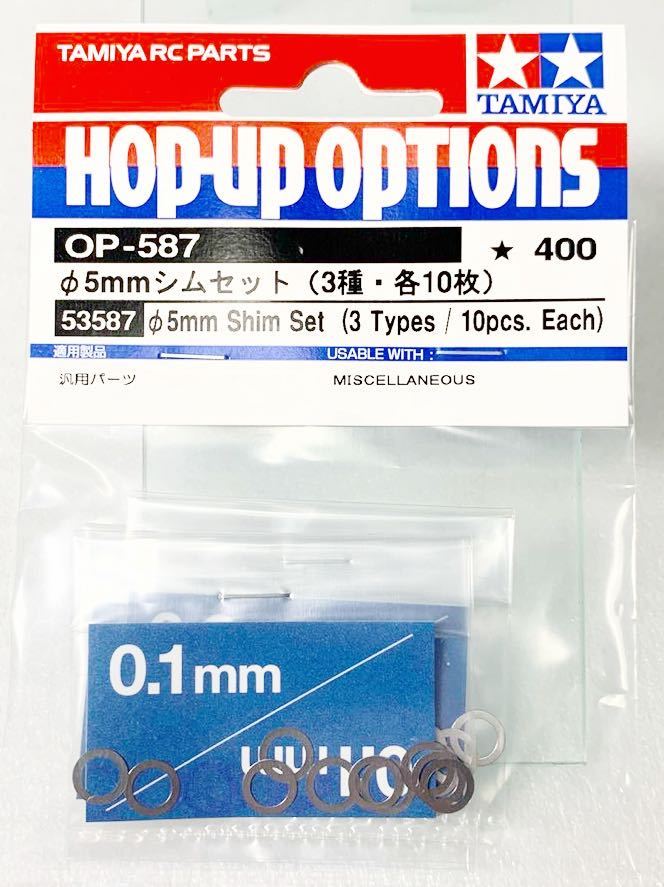 TAMIYA RC PARTS
TAMIYA
HOP-UP OPTIONS
OP-587
★ 400
φ5mmシムセット（3種・各10枚）
53587 φ5mm Shim Set (3 Types / 10pcs. Each)
適用製品
USABLE WITH :
汎用パーツ
MISCELLANEOUS
0.1mm